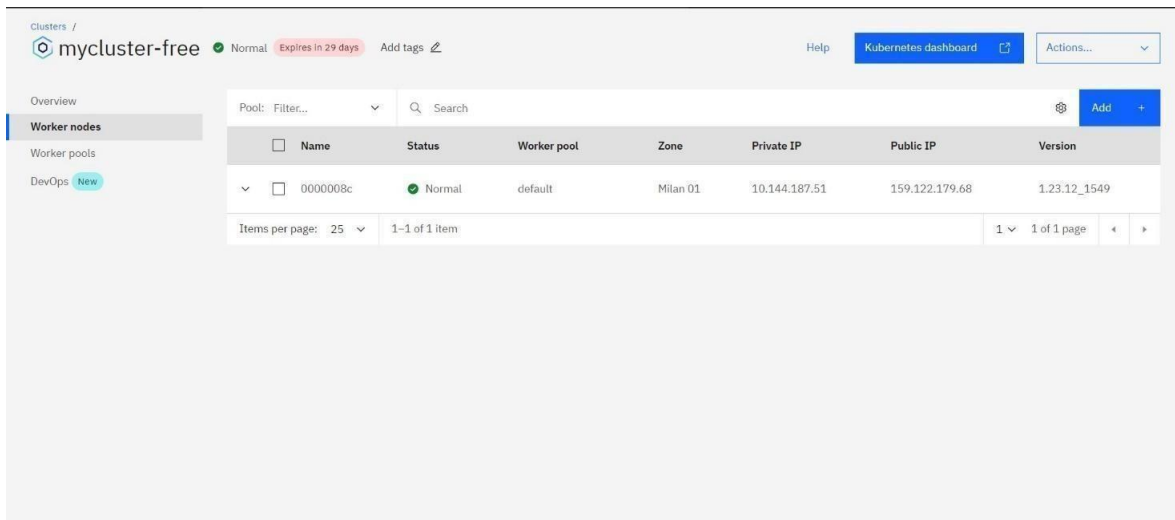 Clusters /
mycluster-free Normal Expires in 29 days Add tags Help Kubernetes dashboard Actions...
Overview
Worker nodes
Worker pools
DevOps New
Pool: Filter... Search Add +
Name Status Worker pool Zone Private IP Public IP Version
0000008c Normal default Milan 01 10.144.187.51 159.122.179.68 1.23.12_1549
Items per page: 25 1–1 of 1 item 1 1 of 1 page